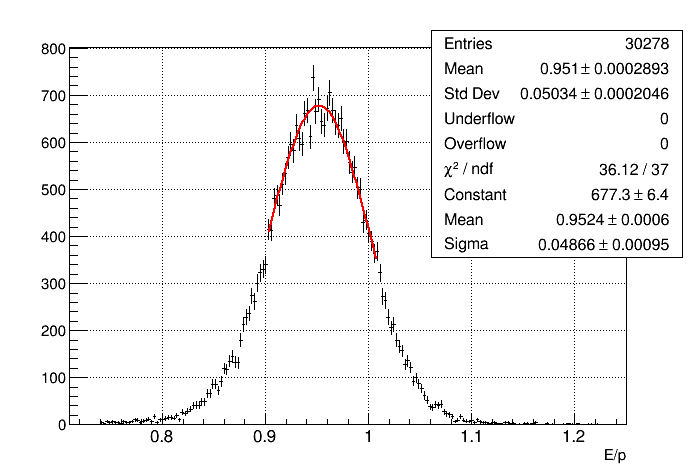 Entries 30278
Mean 0.951 ± 0.0002893
Std Dev 0.05034 ± 0.0002046
Underflow 0
Overflow 0
χ² / ndf 36.12 / 37
Constant 677.3 ± 6.4
Mean 0.9524 ± 0.0006
Sigma 0.04866 ± 0.00095
800
700
600
500
400
300
200
100
0
0.8 0.9 1 1.1 1.2
E/p